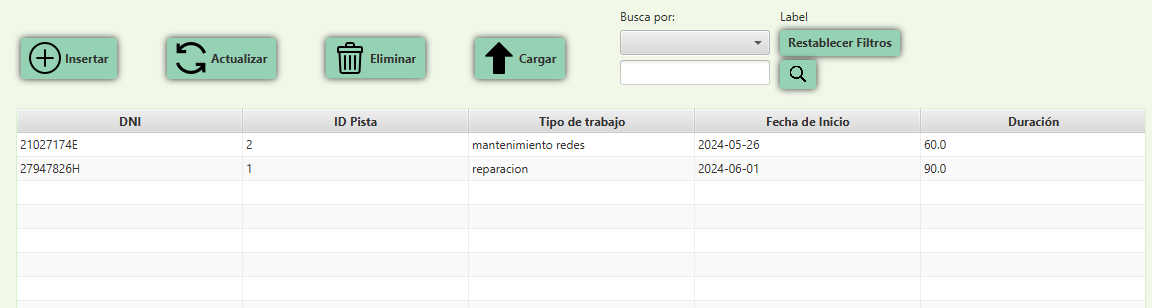 Busca por: Label
Insertar Actualizar Eliminar Cargar Restablecer Filtros
DNI ID Pista Tipo de trabajo Fecha de Inicio Duración
21027174E 2 mantenimiento redes 2024-05-26 60.0
27947826H 1 reparacion 2024-06-01 90.0